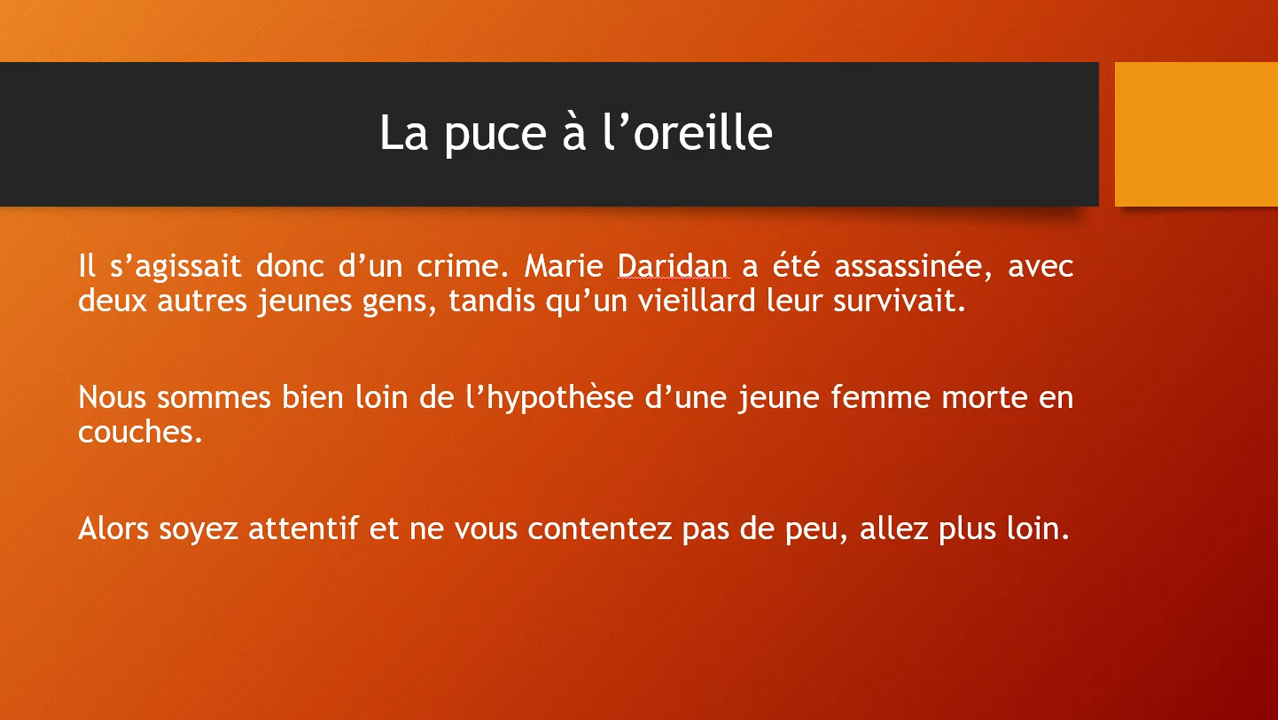 La puce à l’oreille
Il s’agissait donc d’un crime. Marie Daridan a été assassinée, avec
deux autres jeunes gens, tandis qu’un vieillard leur survivait.
Nous sommes bien loin de l’hypothèse d’une jeune femme morte en
couches.
Alors soyez attentif et ne vous contentez pas de peu, allez plus loin.